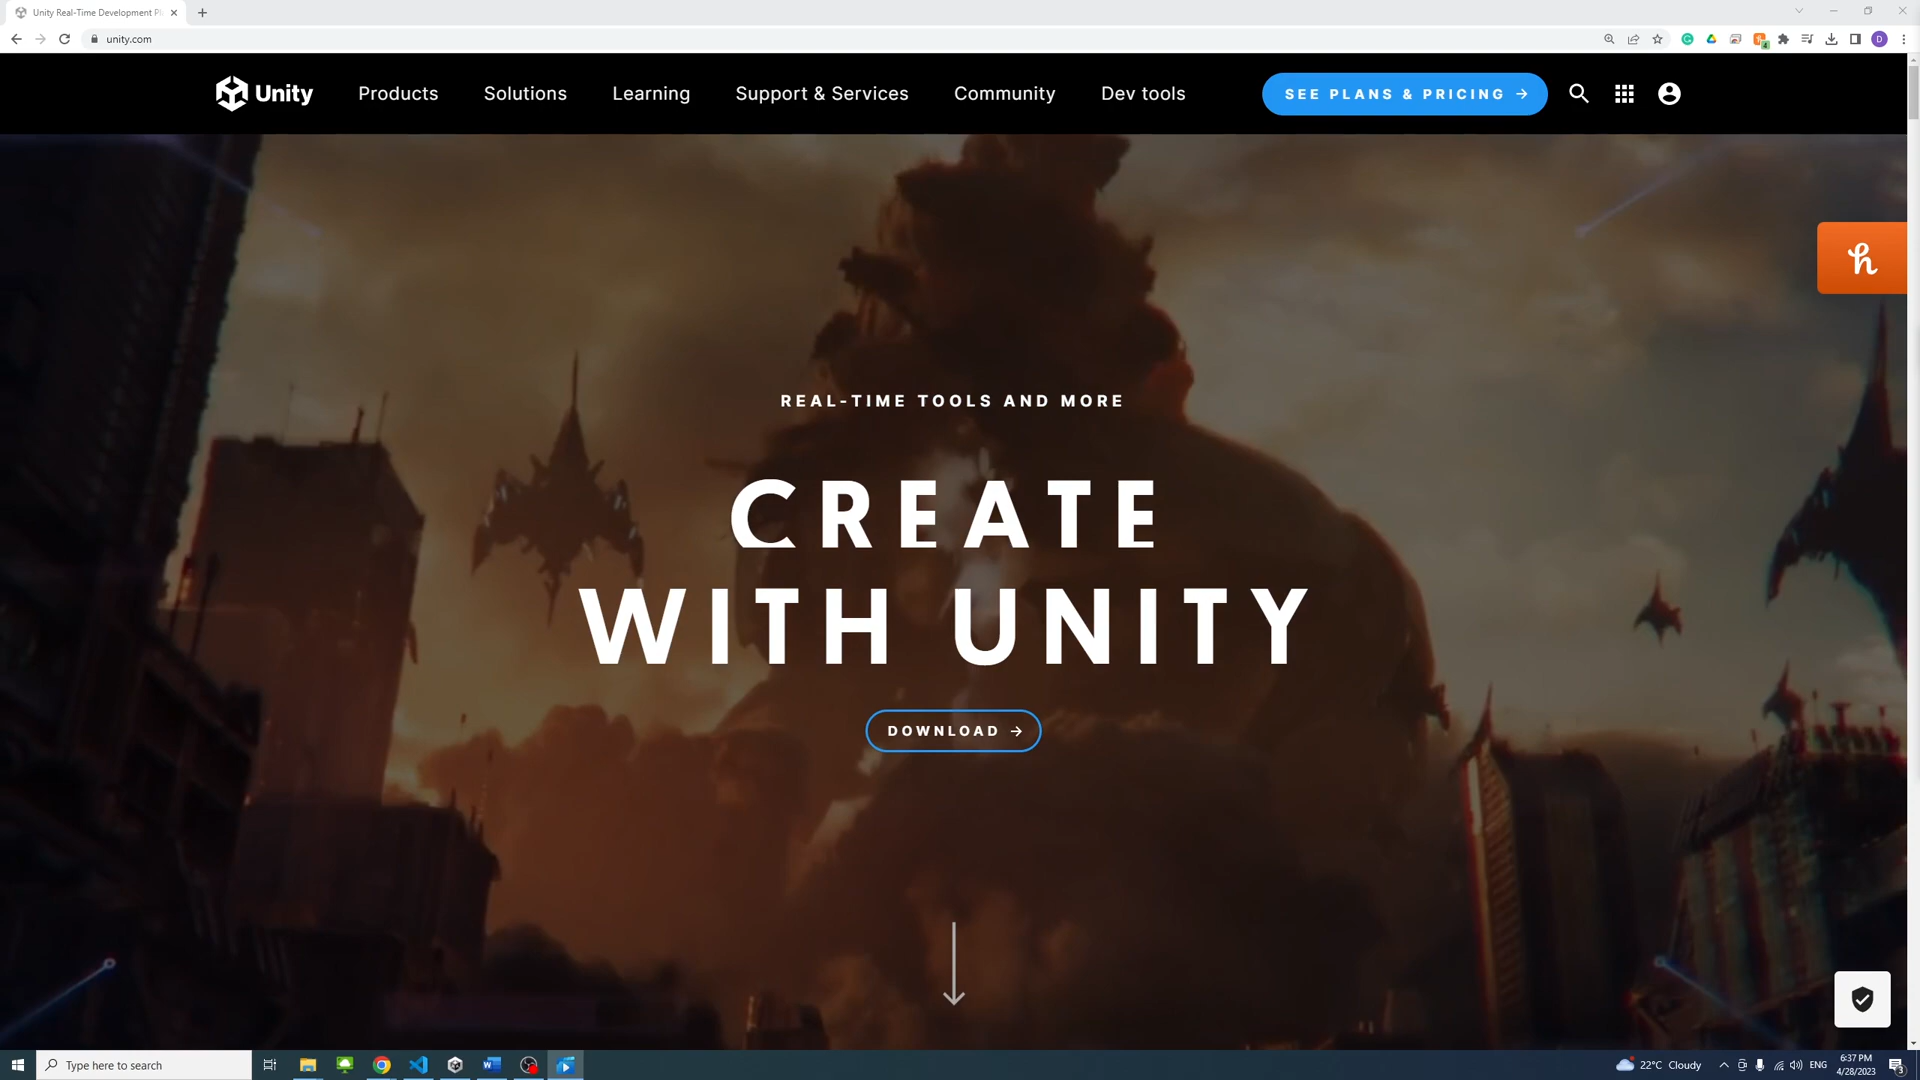 Unity Real-Time Development Pl
unity.com
4
D
Unity
Products
Solutions
Learning
Support & Services
Community
Dev tools
SEE PLANS & PRICING →
h
REAL-TIME TOOLS AND MORE
CREATE
WITH UNITY
DOWNLOAD →
Type here to search
W
22°C Cloudy
ENG
6:37 PM
4/28/2023
3